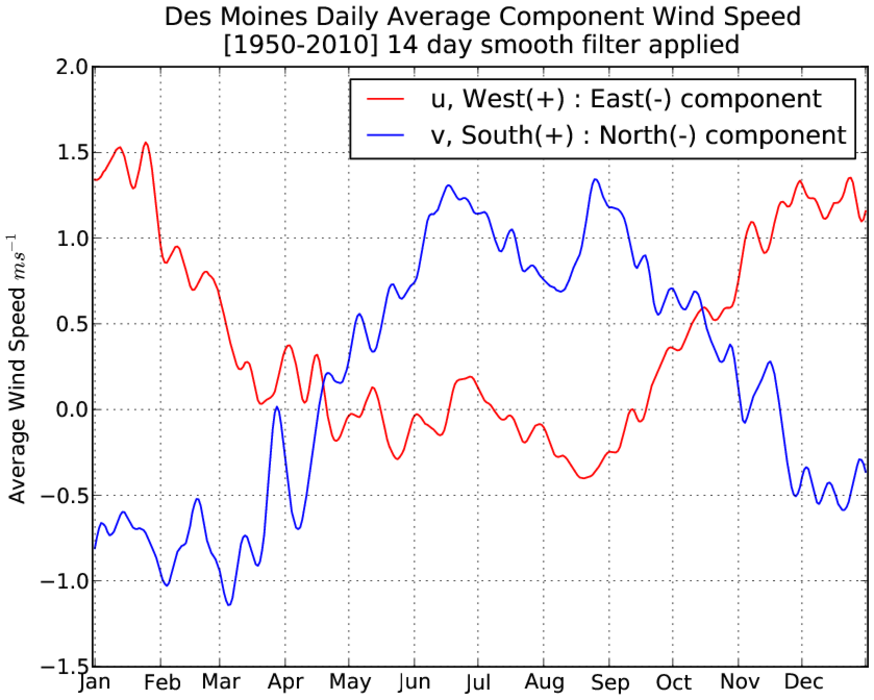 Des Moines Daily Average Component Wind Speed
[1950-2010] 14 day smooth filter applied
u, West(+) : East(-) component
v, South(+) : North(-) component
Average Wind Speed ms⁻¹
2.0
1.5
1.0
0.5
0.0
−0.5
−1.0
−1.5
Jan Feb Mar Apr May Jun Jul Aug Sep Oct Nov Dec